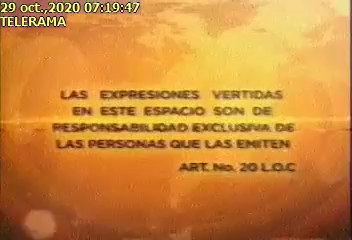 29 oct.,2020 07:19:47
TELERAMA
LAS EXPRESIONES VERTIDAS
EN ESTE ESPACIO SON DE
RESPONSABILIDAD EXCLUSIVA DE
LAS PERSONAS QUE LAS EMITEN
ART. No. 20 L.O.C